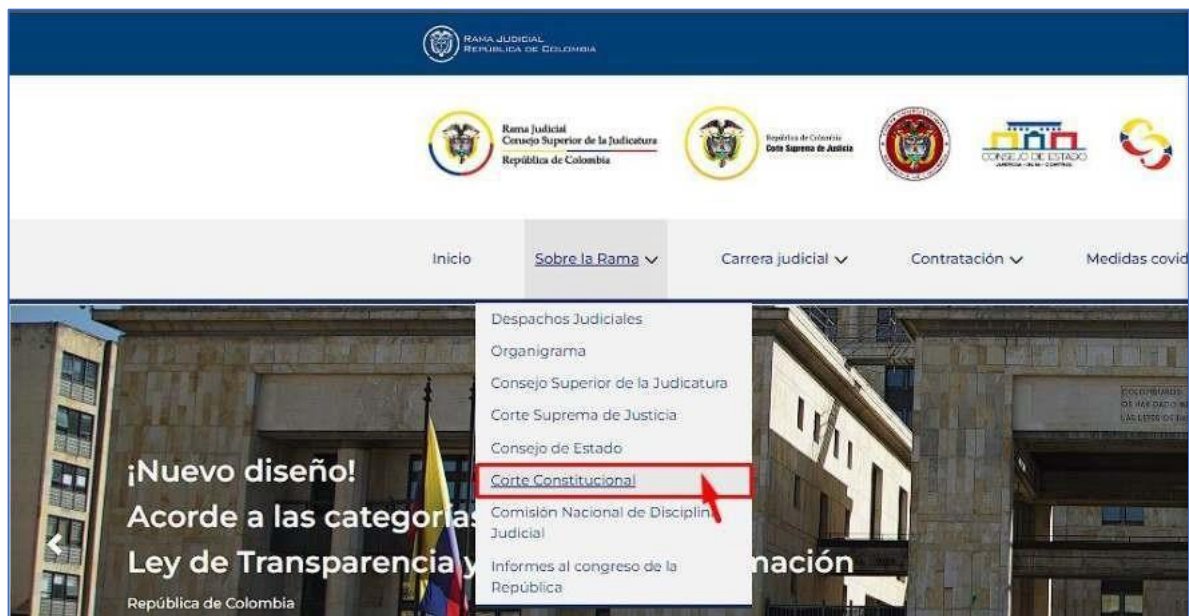 RAMA JUDICIAL
REPÚBLICA DE COLOMBIA
Rama Judicial
Consejo Superior de la Judicatura
República de Colombia
República de Colombia
Corte Suprema de Justicia
CONSEJO DE ESTADO
Inicio
Sobre la Rama
Carrera judicial
Contratación
Medidas covid
Despachos Judiciales
Organigrama
Consejo Superior de la Judicatura
Corte Suprema de Justicia
Consejo de Estado
Corte Constitucional
Comisión Nacional de Disciplina
Judicial
Informes al congreso de la
República
¡Nuevo diseño!
Acorde a las categorías
Ley de Transparencia y mación
República de Colombia